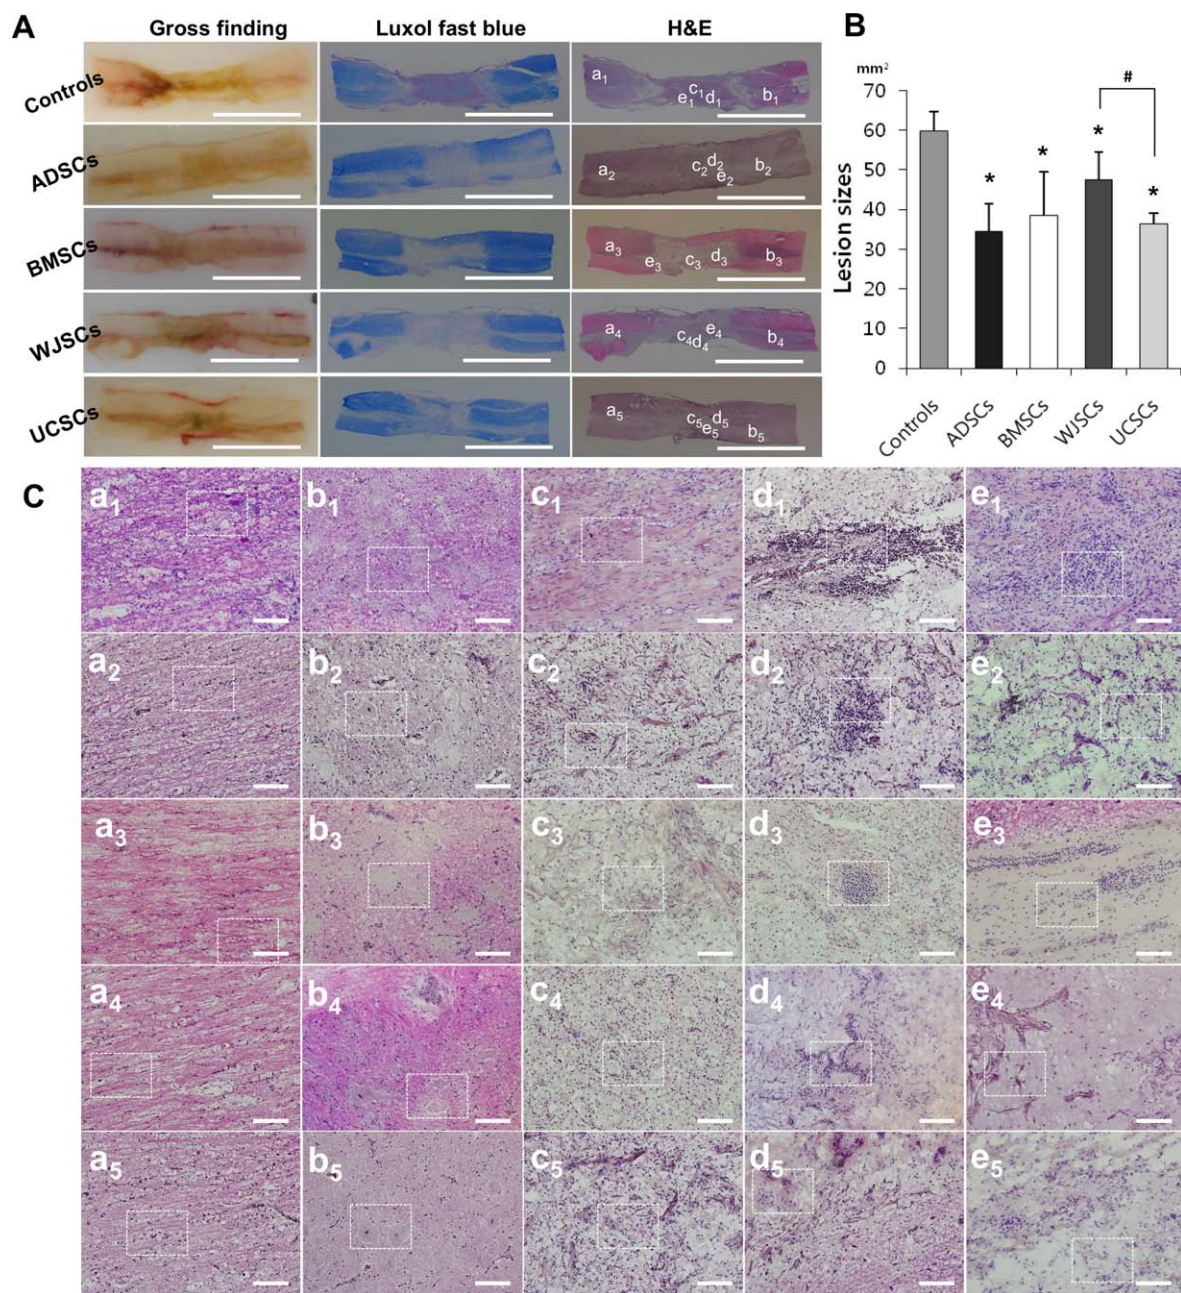 A
Gross finding
Luxol fast blue
H&E
Controls
a1
c1
e1 d1
b1
ADSCs
a2
c2 d2
e2
b2
BMSCs
a3
e3
c3
d3
b3
WJSCs
a4
c4 d4
e4
b4
UCSCs
a5
c5 d5
e5
b5
B
mm²
Lesion sizes
70
60
50
40
30
20
10
0
*
*
*
*
#
Controls
ADSCs
BMSCs
WJSCs
UCSCs
C
a1
b1
c1
d1
e1
a2
b2
c2
d2
e2
a3
b3
c3
d3
e3
a4
b4
c4
d4
e4
a5
b5
c5
d5
e5